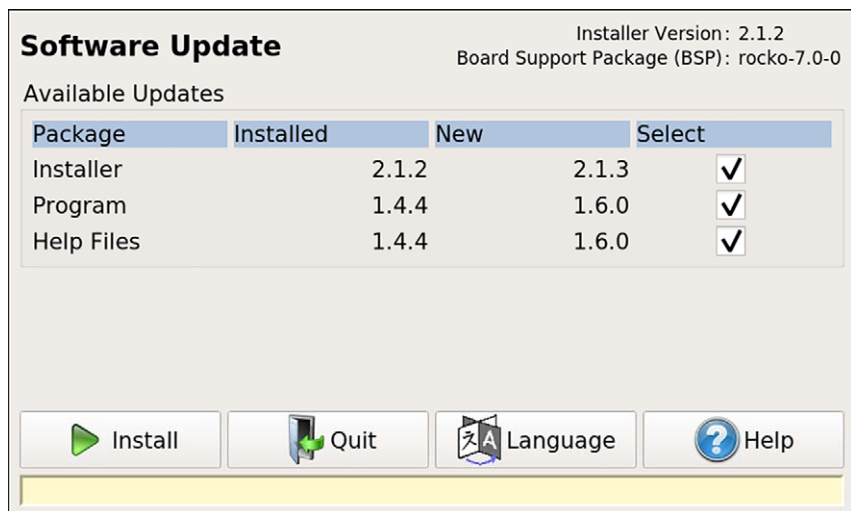 Software Update
Installer Version: 2.1.2
Board Support Package (BSP): rocko-7.0-0
Available Updates
Package Installed New Select
Installer 2.1.2 2.1.3
Program 1.4.4 1.6.0
Help Files 1.4.4 1.6.0
Install Quit Language Help